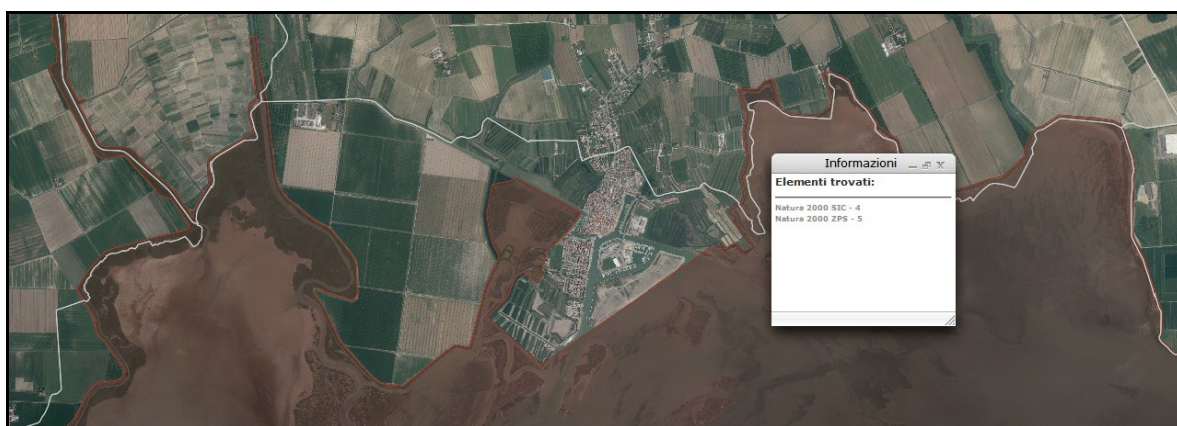 Informazioni
Elementi trovati:
Natura 2000 SIC - 4
Natura 2000 ZPS - 5